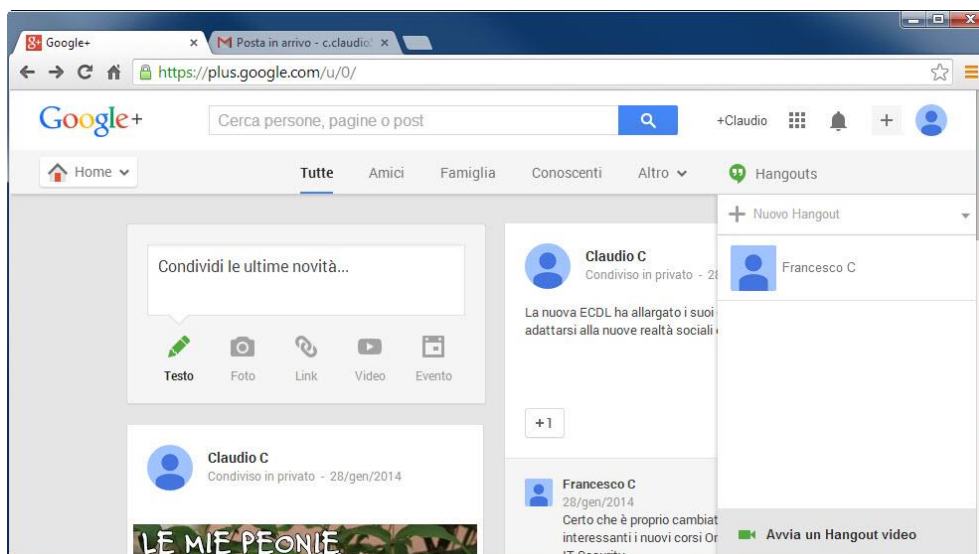 Google+
Posta in arrivo - c.claudio
https://plus.google.com/u/0/
Google+
Cerca persone, pagine o post
+Claudio
Home
Tutte
Amici
Famiglia
Conoscenti
Altro
Hangouts
Nuovo Hangout
Francesco C
Condividi le ultime novità...
Testo
Foto
Link
Video
Evento
Claudio C
Condiviso in privato - 28/gen/2014
LE MIE PEONIE
Claudio C
Condiviso in privato - 28
La nuova ECDL ha allargato i suoi
adattarsi alla nuove realtà sociali
+1
Francesco C
28/gen/2014
Certo che è proprio cambiat
interessanti i nuovi corsi Or
IT Security
Avvia un Hangout video